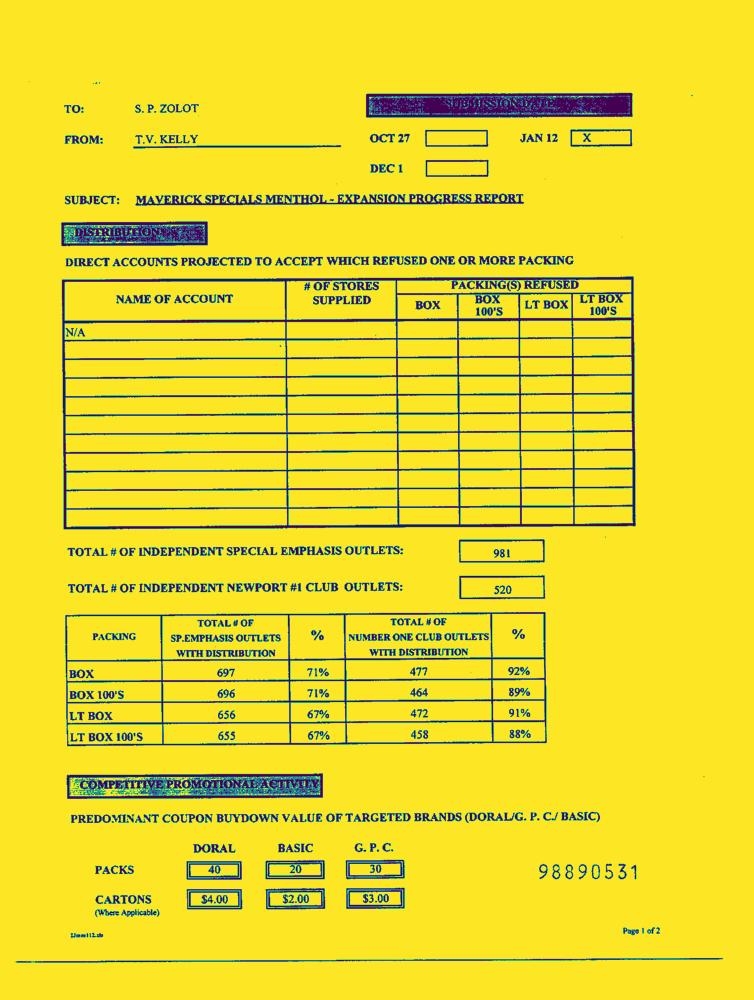 TO: S. P. ZOLOT
SUBMISSION DATE
FROM: T.V. KELLY
OCT 27 JAN 12 X
DEC 1
SUBJECT: MAVERICK SPECIALS MENTHOL - EXPANSION PROGRESS REPORT
DISTRIBUTION
DIRECT ACCOUNTS PROJECTED TO ACCEPT WHICH REFUSED ONE OR MORE PACKING
NAME OF ACCOUNT # OF STORES SUPPLIED PACKING(S) REFUSED
BOX BOX 100'S LT BOX LT BOX 100'S
N/A
TOTAL # OF INDEPENDENT SPECIAL EMPHASIS OUTLETS: 981
TOTAL # OF INDEPENDENT NEWPORT #1 CLUB OUTLETS: 520
PACKING TOTAL # OF SP.EMPHASIS OUTLETS WITH DISTRIBUTION % TOTAL # OF NUMBER ONE CLUB OUTLETS WITH DISTRIBUTION %
BOX 697 71% 477 92%
BOX 100'S 696 71% 464 89%
LT BOX 656 67% 472 91%
LT BOX 100'S 655 67% 458 88%
COMPETITIVE PROMOTIONAL ACTIVITY
PREDOMINANT COUPON BUYDOWN VALUE OF TARGETED BRANDS (DORAL/G. P. C./ BASIC)
DORAL BASIC G. P. C.
PACKS 40 20 30
98890531
CARTONS $4.00 $2.00 $3.00
(Where Applicable)
Page 1 of 2